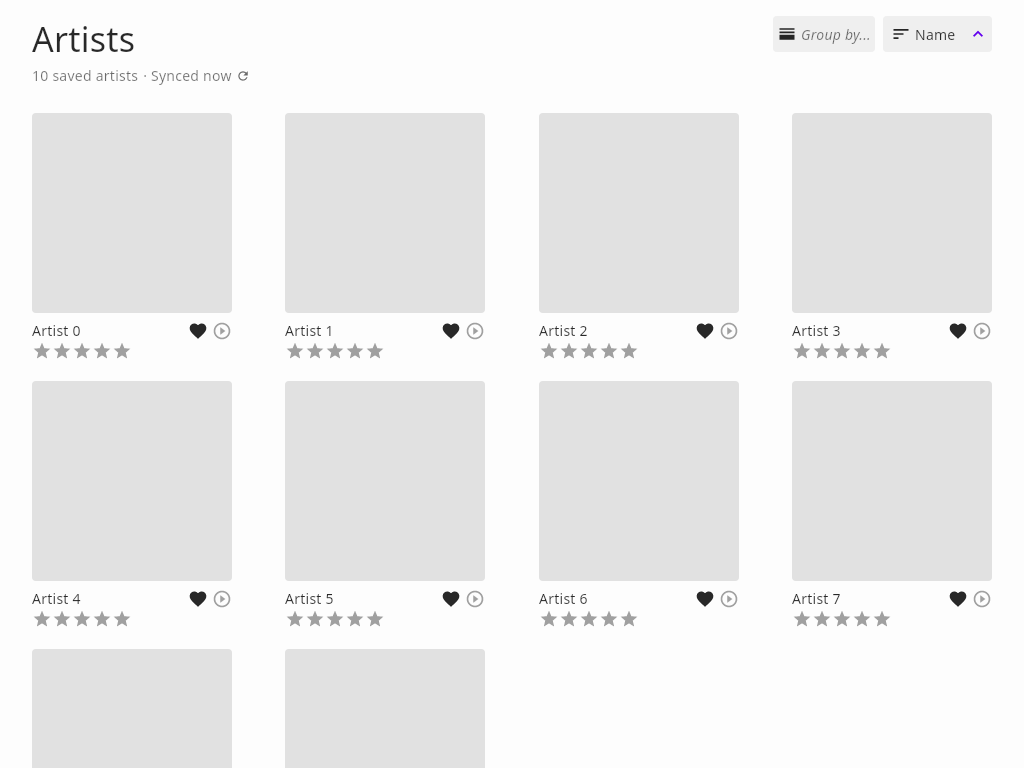 Artists
Group by...
Name
10 saved artists · Synced now
Artist 0
Artist 1
Artist 2
Artist 3
Artist 4
Artist 5
Artist 6
Artist 7